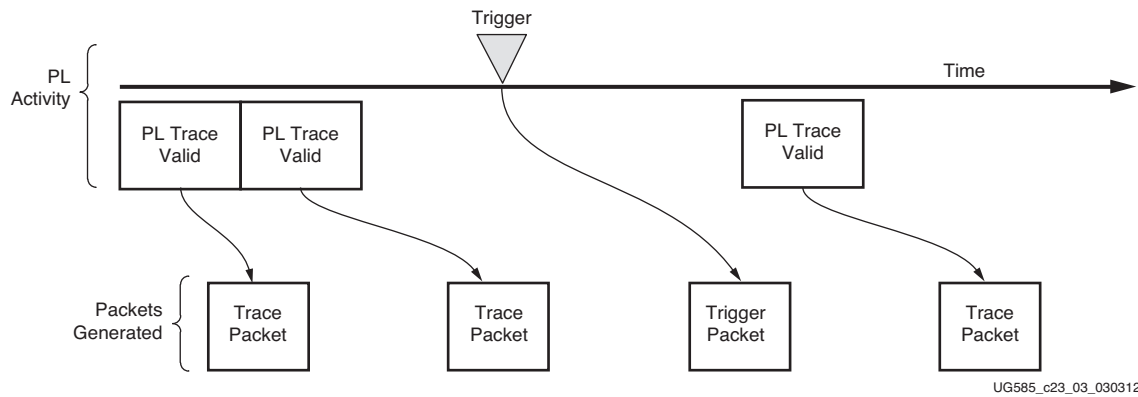 Trigger
PL
Activity
Time
PL Trace
Valid
PL Trace
Valid
PL Trace
Valid
Packets
Generated
Trace
Packet
Trace
Packet
Trigger
Packet
Trace
Packet
UG585_c23_03_030312